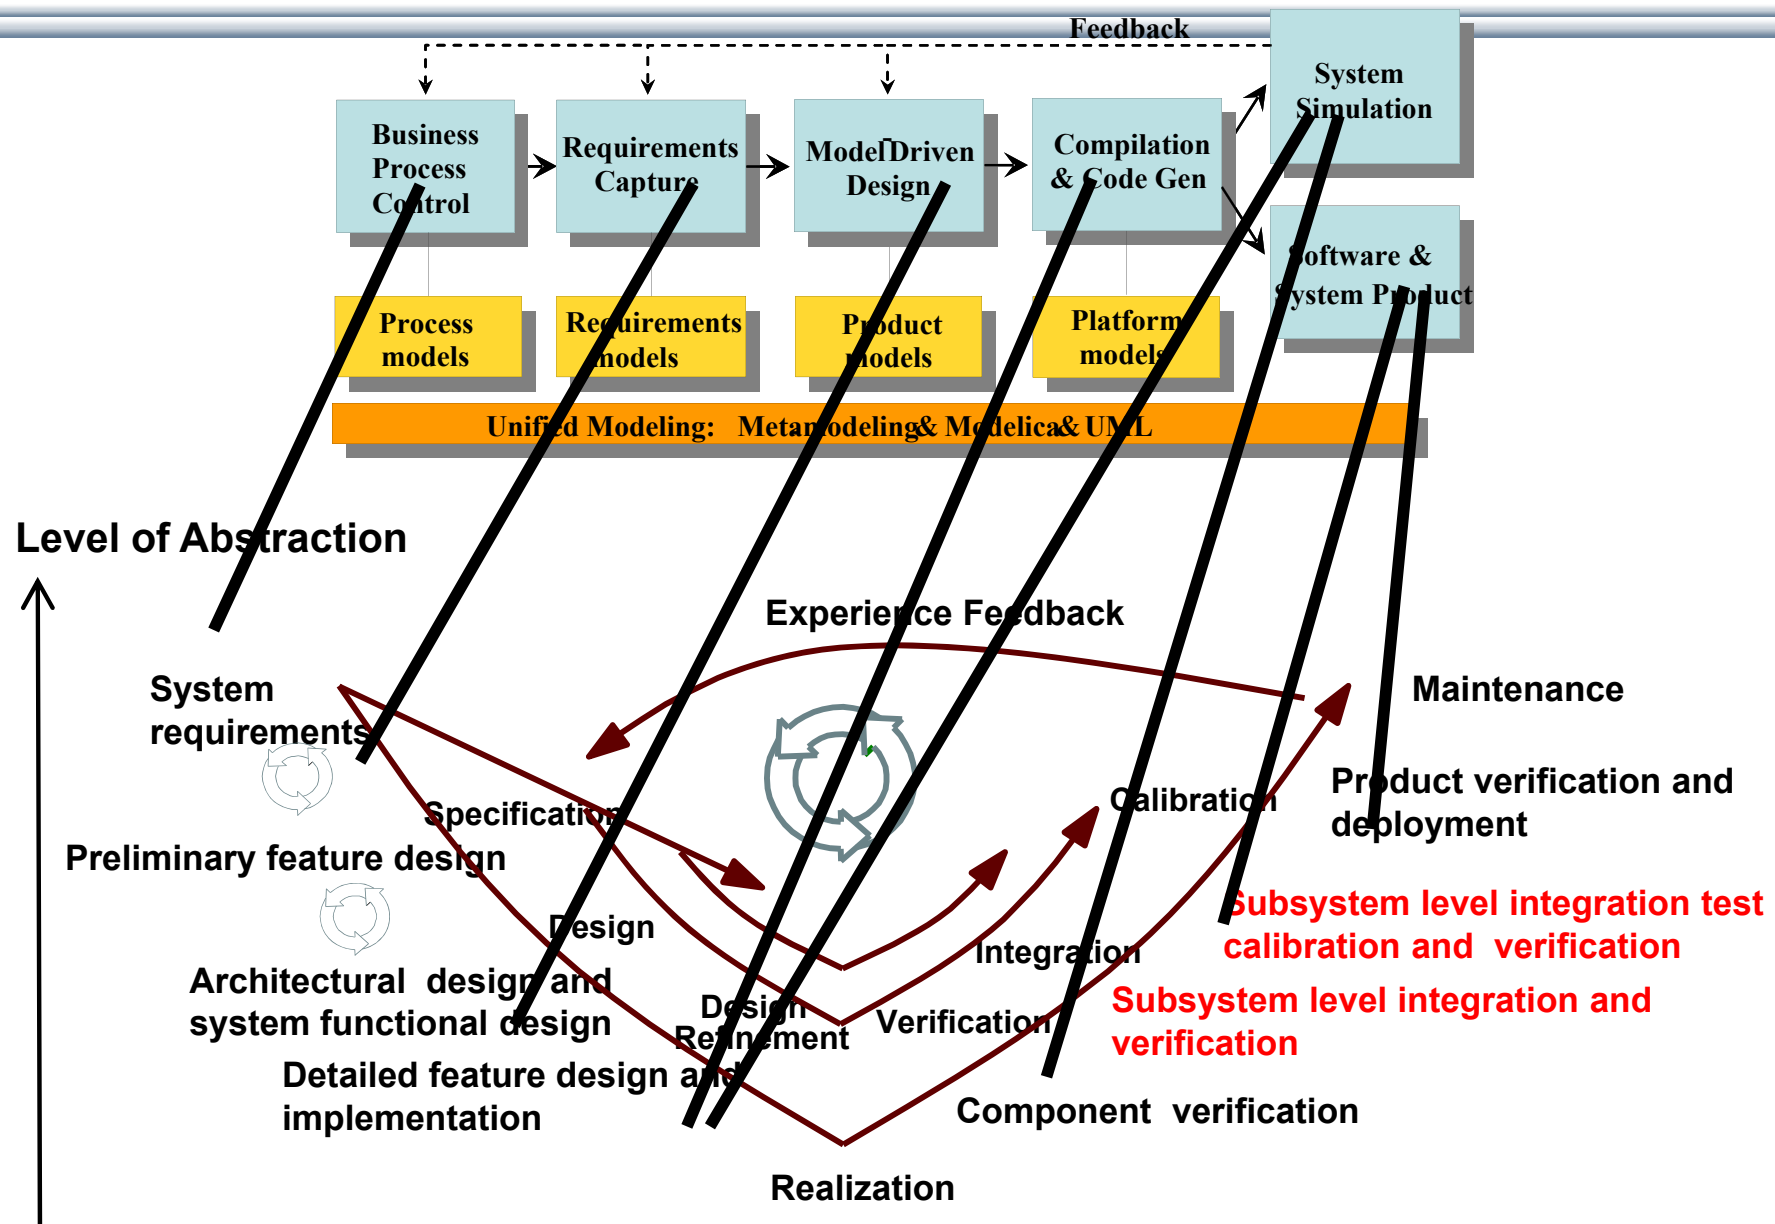 Feedback
System
Simulation
Business
Process
Control
Requirements
Capture
Model-Driven
Design
Compilation
& Code Gen
Software &
System Product
Process
models
Requirements
models
Product
models
Platform
models
Unified Modeling: Metamodeling& Modelica& UML
Level of Abstraction
Experience Feedback
System
requirements
Maintenance
Specification
Calibration
Product verification and
deployment
Preliminary feature design
Design
Integration
Subsystem level integration test
calibration and verification
Architectural design and
system functional design
Design
Refinement
Verification
Subsystem level integration and
verification
Detailed feature design and
implementation
Component verification
Realization